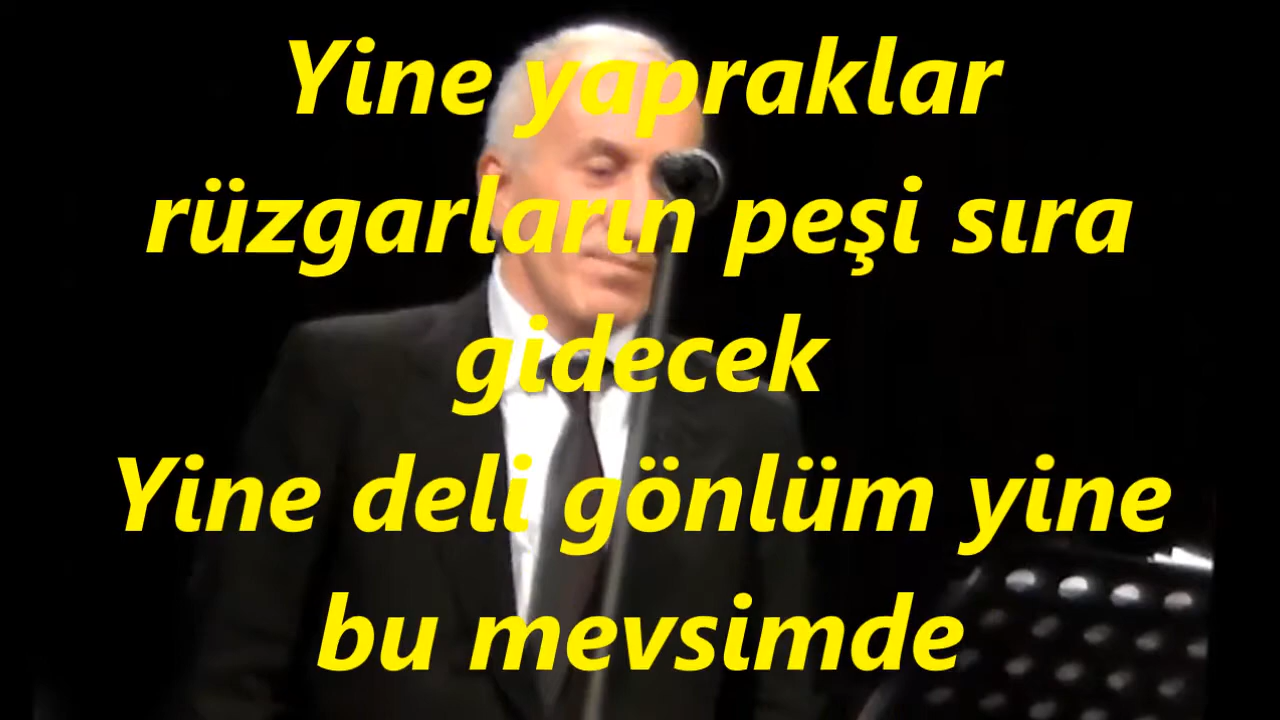 Yine yapraklar
rüzgarların peşi sıra
gidecek
Yine deli gönlüm yine
bu mevsimde